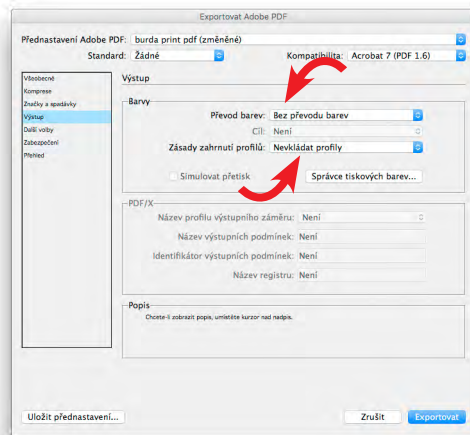 Exportovat Adobe PDF
Přednastavení Adobe PDF: burda print pdf (změněné)
Standard: Žádné Kompatibilita: Acrobat 7 (PDF 1.6)
Všeobecné
Komprese
Značky a spadávky
Výstup
Další volby
Zabezpečení
Přehled
Výstup
Barvy
Převod barev: Bez převodu barev
Cíl: Není
Zásady zahrnutí profilů: Nevkládat profily
Simulovat přetisk Správce tiskových barev...
PDF/X
Název profilu výstupního záměru: Není
Název výstupních podmínek: Není
Identifikátor výstupních podmínek: Není
Název registru: Není
Popis
Chcete-li zobrazit popis, umístěte kurzor nad nadpis.
Uložit přednastavení... Zrušit Exportovat